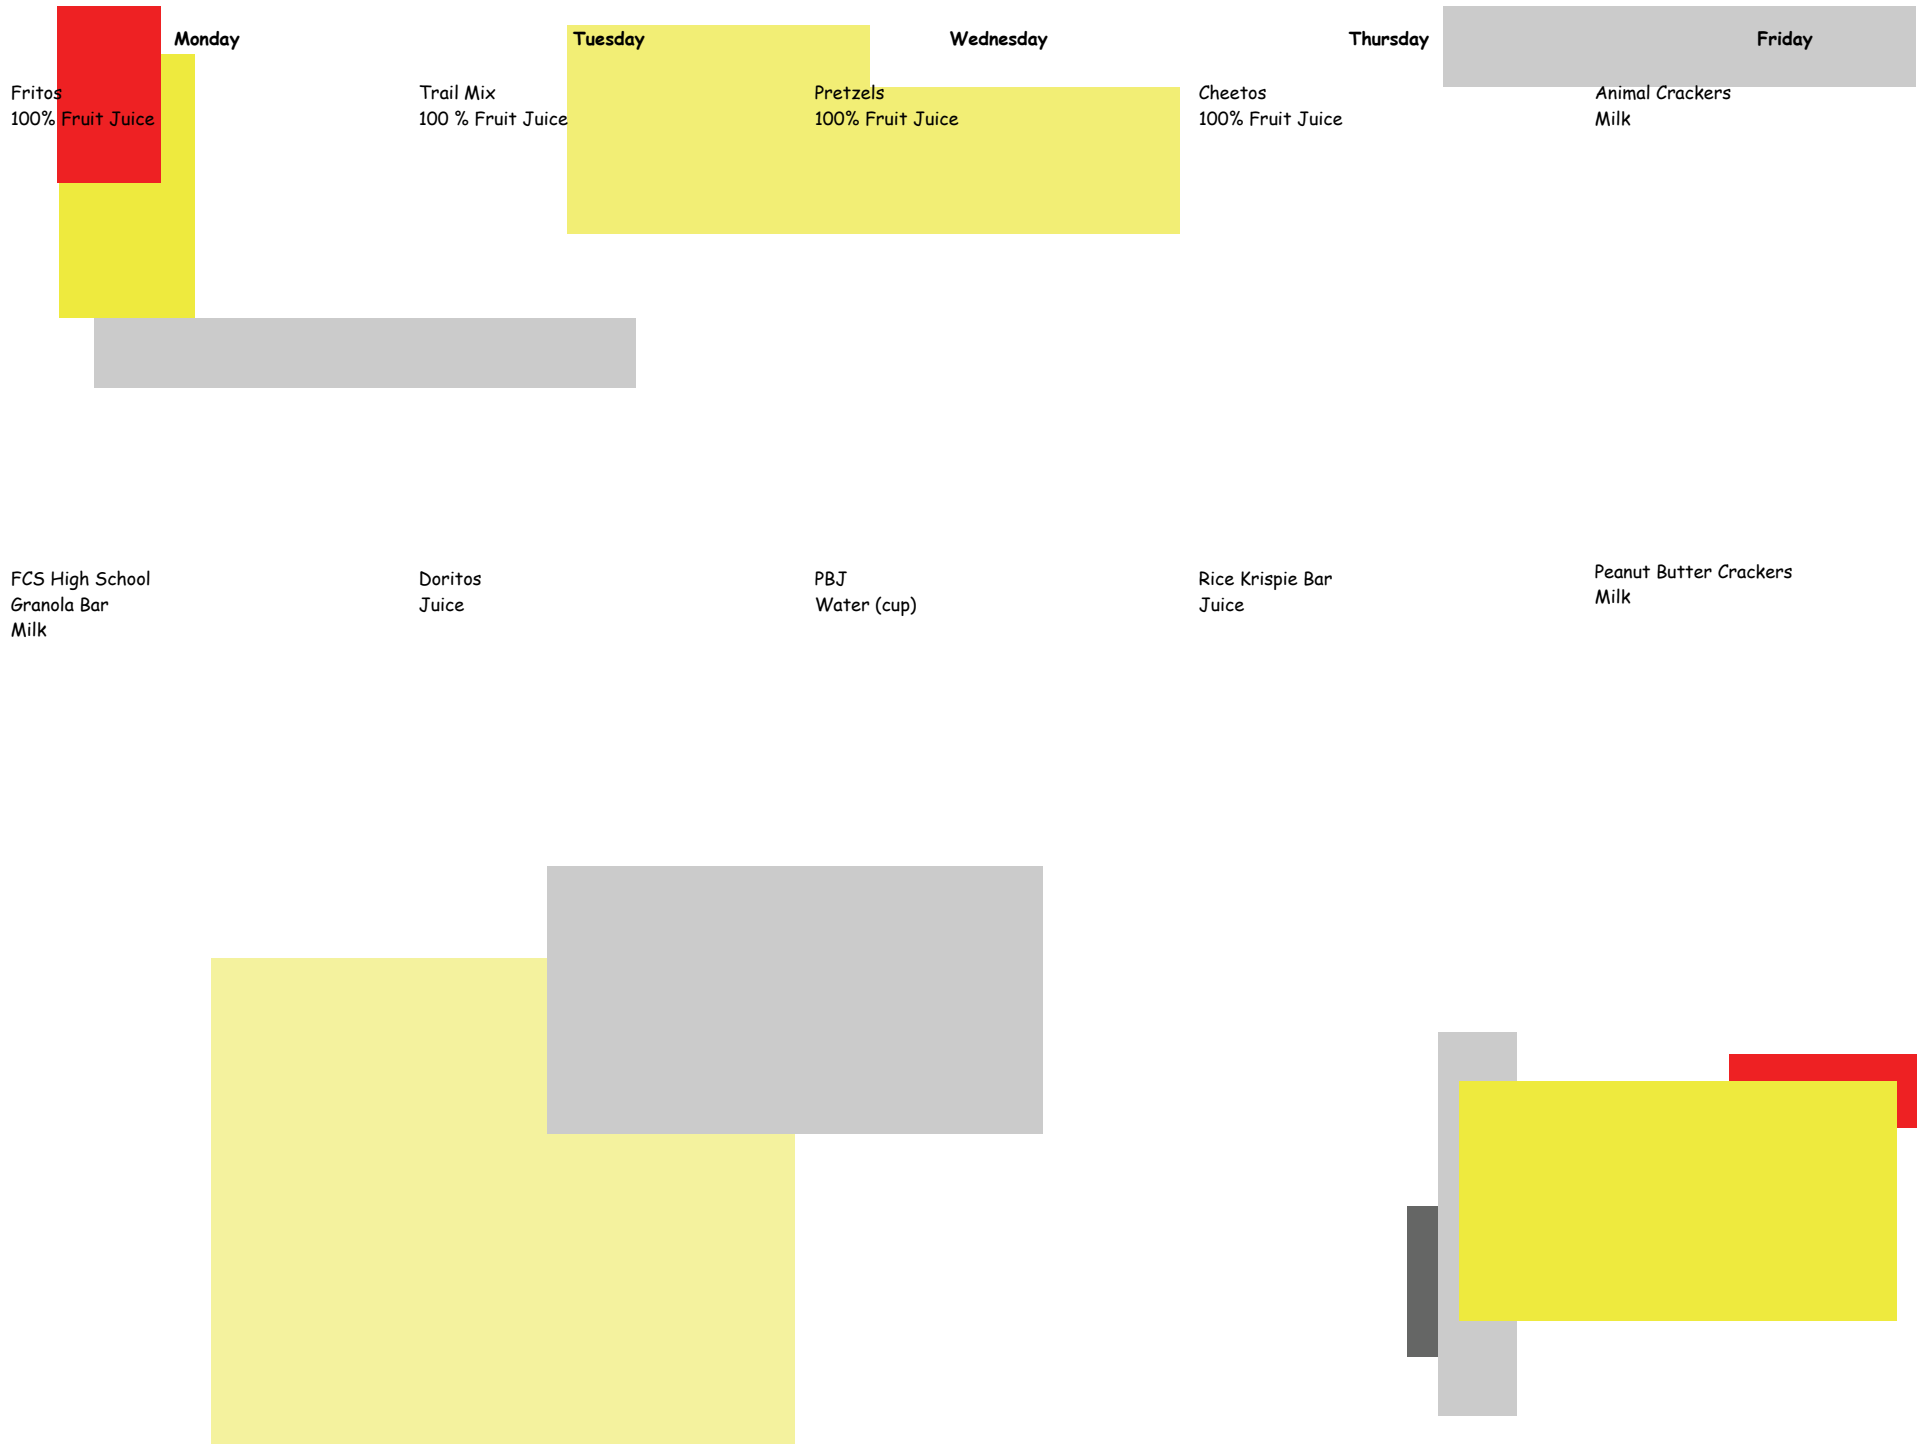 Monday Tuesday Wednesday Thursday Friday
Fritos
100% Fruit Juice
Trail Mix
100 % Fruit Juice
Pretzels
100% Fruit Juice
Cheetos
100% Fruit Juice
Animal Crackers
Milk
FCS High School
Granola Bar
Milk
Doritos
Juice
PBJ
Water (cup)
Rice Krispie Bar
Juice
Peanut Butter Crackers
Milk